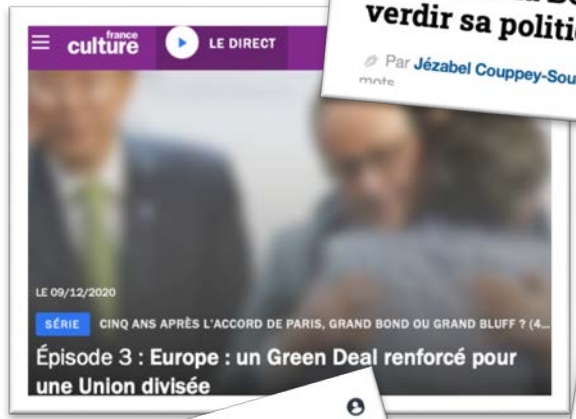 verdir sa politi
Par Jézabel Couppey-Sou
mots
france
culture
LE DIRECT
LE 09/12/2020
SÉRIE CINQ ANS APRÈS L'ACCORD DE PARIS, GRAND BOND OU GRAND BLUFF ? (4...
Épisode 3 : Europe : un Green Deal renforcé pour
une Union divisée